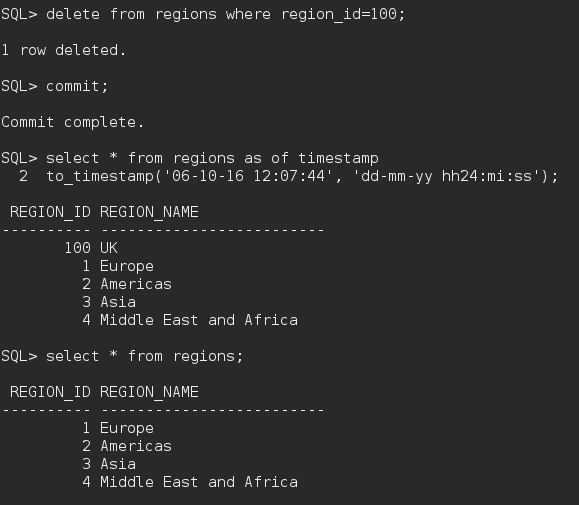 SQL> delete from regions where region_id=100;
1 row deleted.
SQL> commit;
Commit complete.
SQL> select * from regions as of timestamp
  2  to_timestamp('06-10-16 12:07:44', 'dd-mm-yy hh24:mi:ss');
 REGION_ID REGION_NAME
---------- -------------------------
       100 UK
         1 Europe
         2 Americas
         3 Asia
         4 Middle East and Africa
SQL> select * from regions;
 REGION_ID REGION_NAME
---------- -------------------------
         1 Europe
         2 Americas
         3 Asia
         4 Middle East and Africa